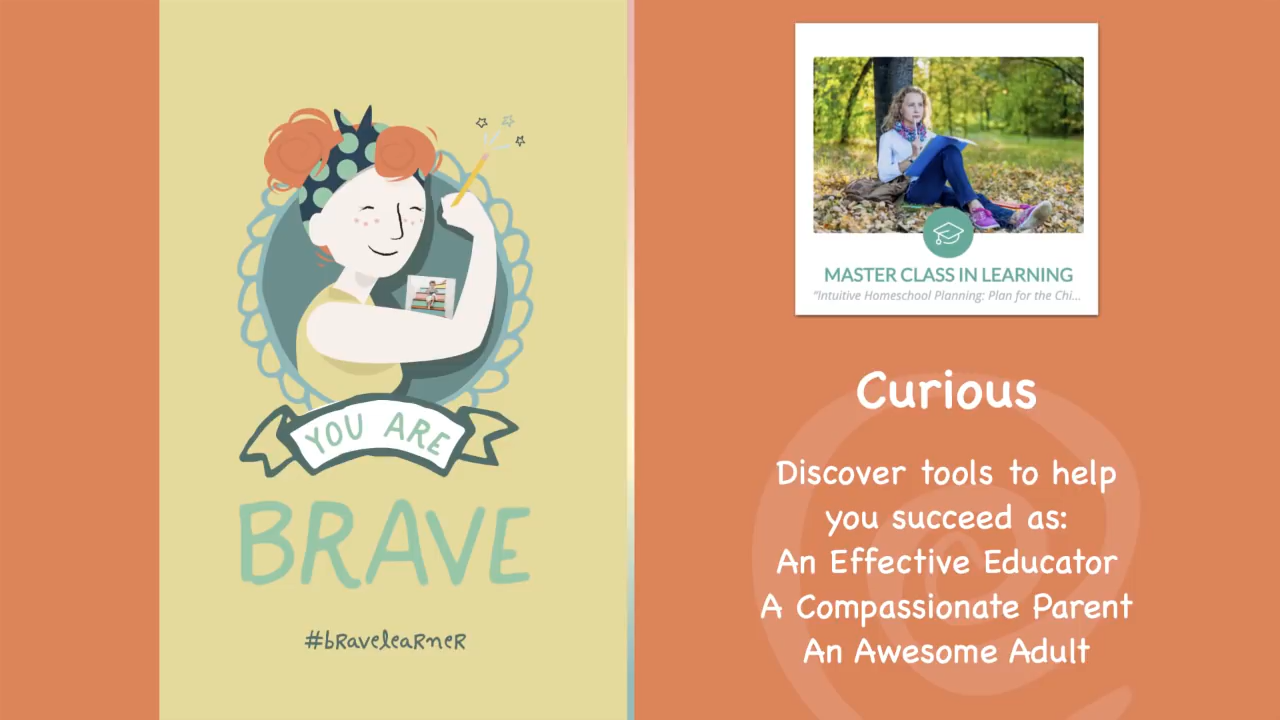 YOU ARE
BRAVE
#bravelearner
MASTER CLASS IN LEARNING
"Intuitive Homeschool Planning: Plan for the Chi...
Curious
Discover tools to help
you succeed as:
An Effective Educator
A Compassionate Parent
An Awesome Adult